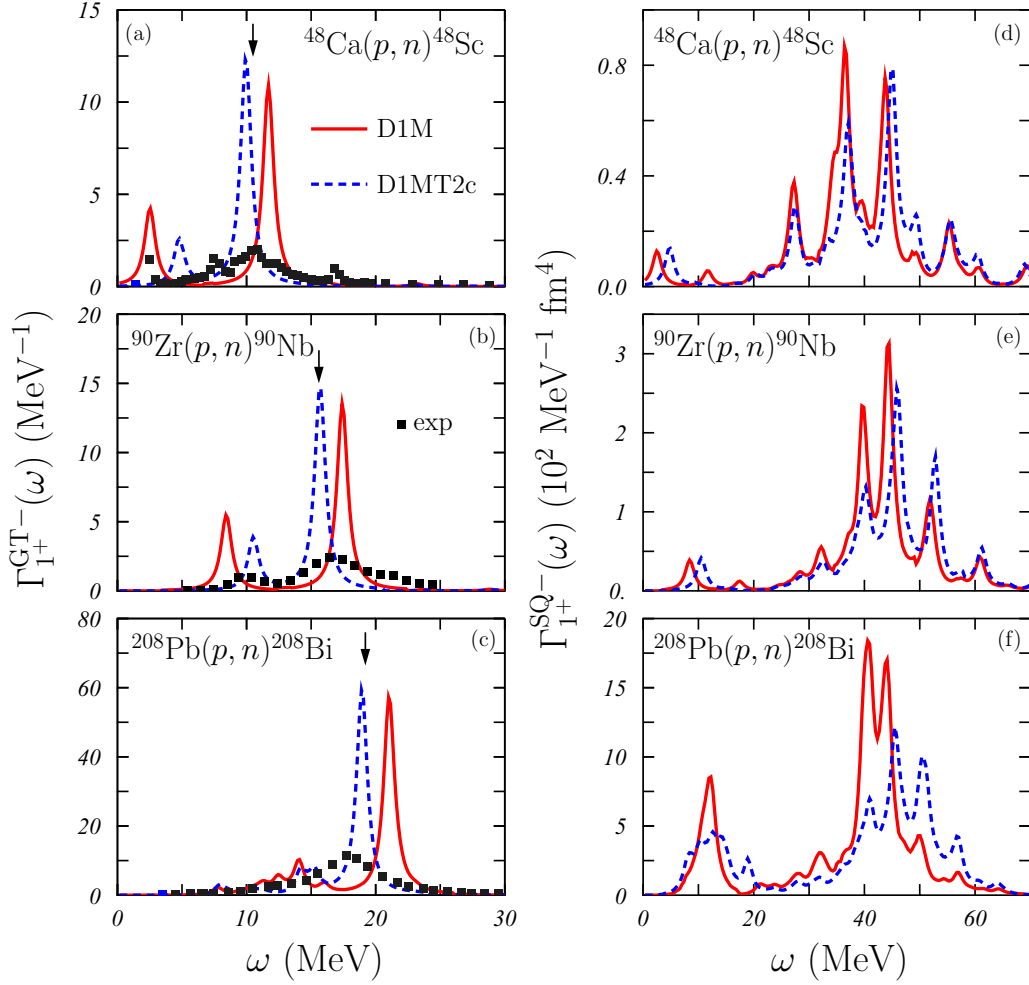 (a)
⁴⁸Ca(p, n)⁴⁸Sc
D1M
D1MT2c
15
10
5
0
(b)
⁹⁰Zr(p, n)⁹⁰Nb
exp
20
15
10
5
0
(c)
²⁰⁸Pb(p, n)²⁰⁸Bi
80
60
40
20
0
0 10 20 30
ω (MeV)
Γ₁₊^GT−(ω) (MeV⁻¹)
(d)
⁴⁸Ca(p, n)⁴⁸Sc
0.8
0.4
0.0
(e)
⁹⁰Zr(p, n)⁹⁰Nb
3
2
1
0
(f)
²⁰⁸Pb(p, n)²⁰⁸Bi
20
15
10
5
0
0 20 40 60
ω (MeV)
Γ₁₊^SQ−(ω) (10² MeV⁻¹ fm⁴)